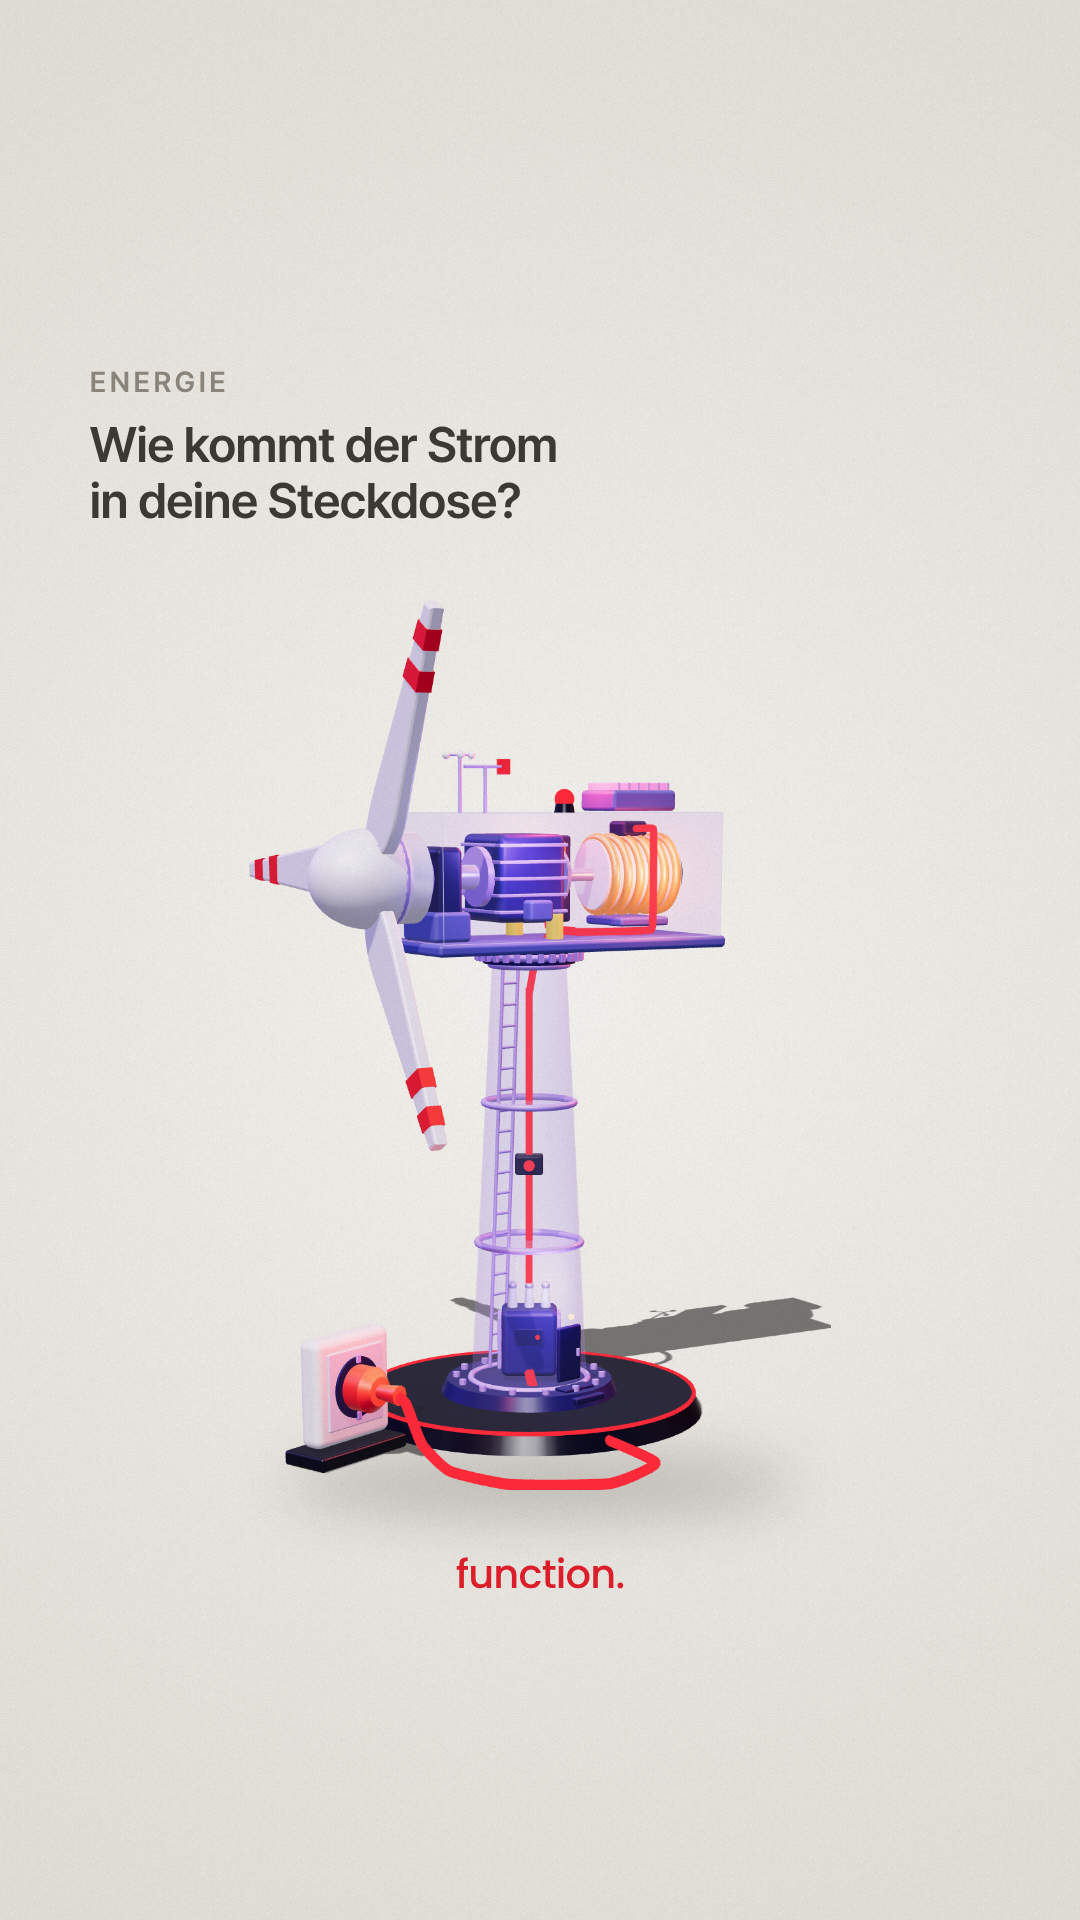 ENERGIE
Wie kommt der Strom
in deine Steckdose?
function.